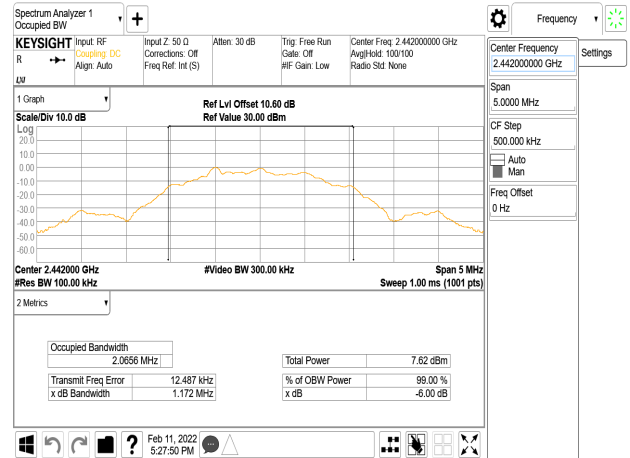 Spectrum Analyzer 1
Occupied BW
Frequency
KEYSIGHT
R
Input: RF
Coupling: DC
Align: Auto
Input Z: 50 Ω
Corrections: Off
Freq Ref: Int (S)
Atten: 30 dB
Trig: Free Run
Gate: Off
#IF Gain: Low
Center Freq: 2.442000000 GHz
Avg|Hold: 100/100
Radio Std: None
Center Frequency
2.442000000 GHz
Settings
Span
5.0000 MHz
CF Step
500.000 kHz
Auto
Man
Freq Offset
0 Hz
1 Graph
Scale/Div 10.0 dB
Ref Lvl Offset 10.60 dB
Ref Value 30.00 dBm
Log
20.0
10.0
0.00
-10.0
-20.0
-30.0
-40.0
-50.0
-60.0
Center 2.442000 GHz
#Res BW 100.00 kHz
#Video BW 300.00 kHz
Span 5 MHz
Sweep 1.00 ms (1001 pts)
2 Metrics
Occupied Bandwidth
2.0656 MHz
Total Power 7.62 dBm
Transmit Freq Error 12.487 kHz
% of OBW Power 99.00 %
x dB Bandwidth 1.172 MHz
x dB -6.00 dB
?
Feb 11, 2022
5:27:50 PM